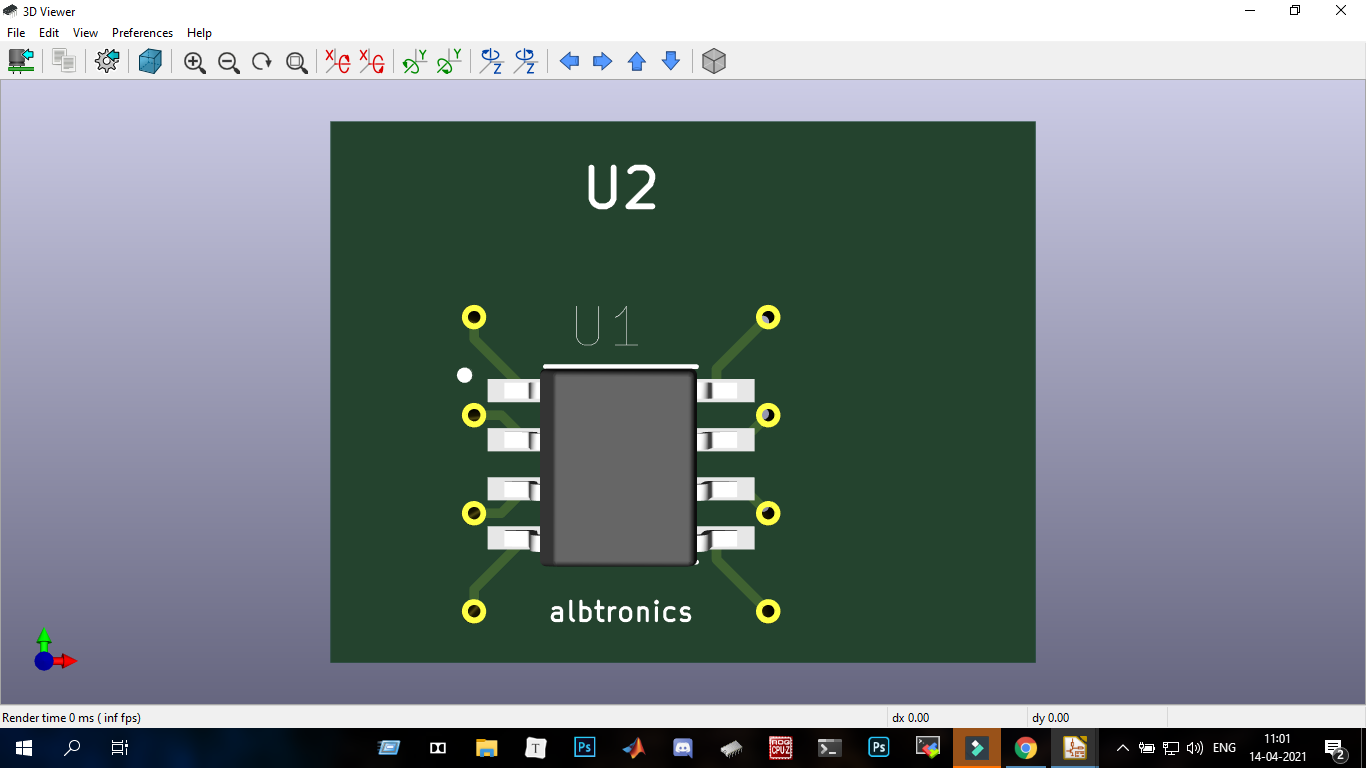 3D Viewer
File Edit View Preferences Help
U2
U1
albtronics
Render time 0 ms ( inf fps)
dx 0.00
dy 0.00
ENG
11:01
14-04-2021
2